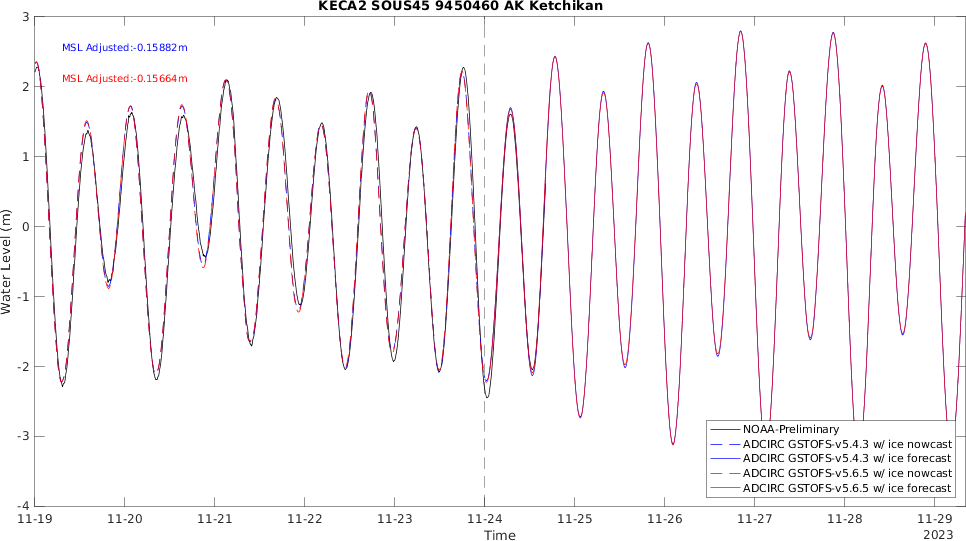 KECA2 SOUS45 9450460 AK Ketchikan
MSL Adjusted:-0.15882m
MSL Adjusted:-0.15664m
Water Level (m)
3
2
1
0
-1
-2
-3
-4
NOAA-Preliminary
ADCIRC GSTOFS-v5.4.3 w/ ice nowcast
ADCIRC GSTOFS-v5.4.3 w/ ice forecast
ADCIRC GSTOFS-v5.6.5 w/ ice nowcast
ADCIRC GSTOFS-v5.6.5 w/ ice forecast
11-19 11-20 11-21 11-22 11-23 11-24 11-25 11-26 11-27 11-28 11-29
Time 2023